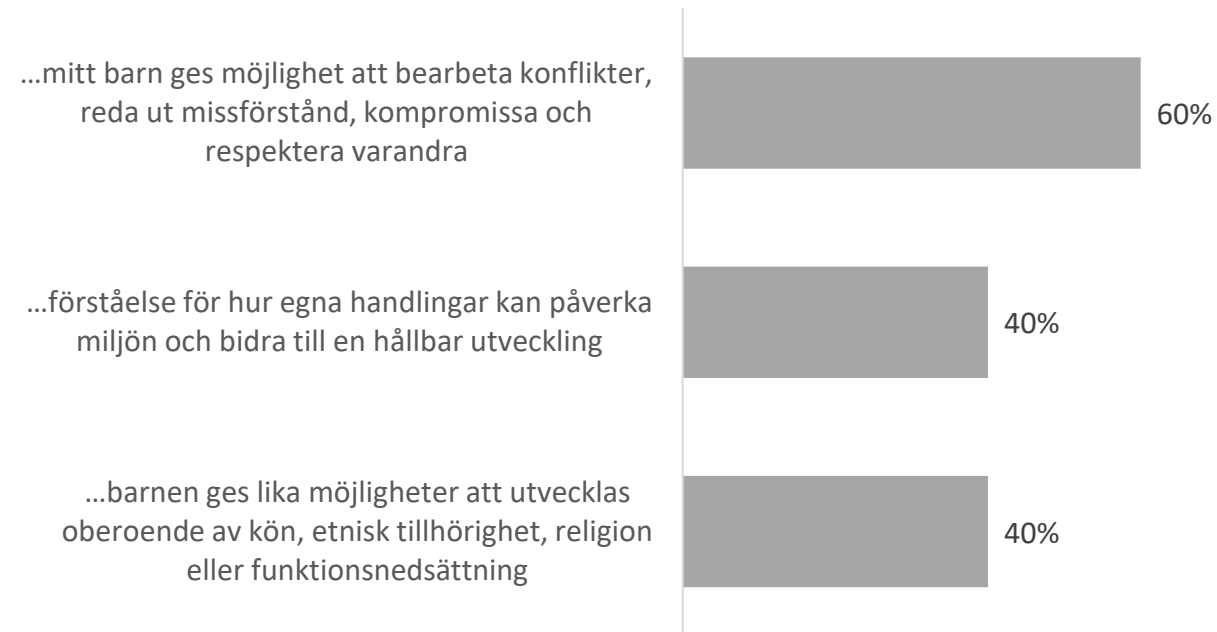 …mitt barn ges möjlighet att bearbeta konflikter,
reda ut missförstånd, kompromissa och
respektera varandra
60%
…förståelse för hur egna handlingar kan påverka
miljön och bidra till en hållbar utveckling
40%
…barnen ges lika möjligheter att utvecklas
oberoende av kön, etnisk tillhörighet, religion
eller funktionsnedsättning
40%